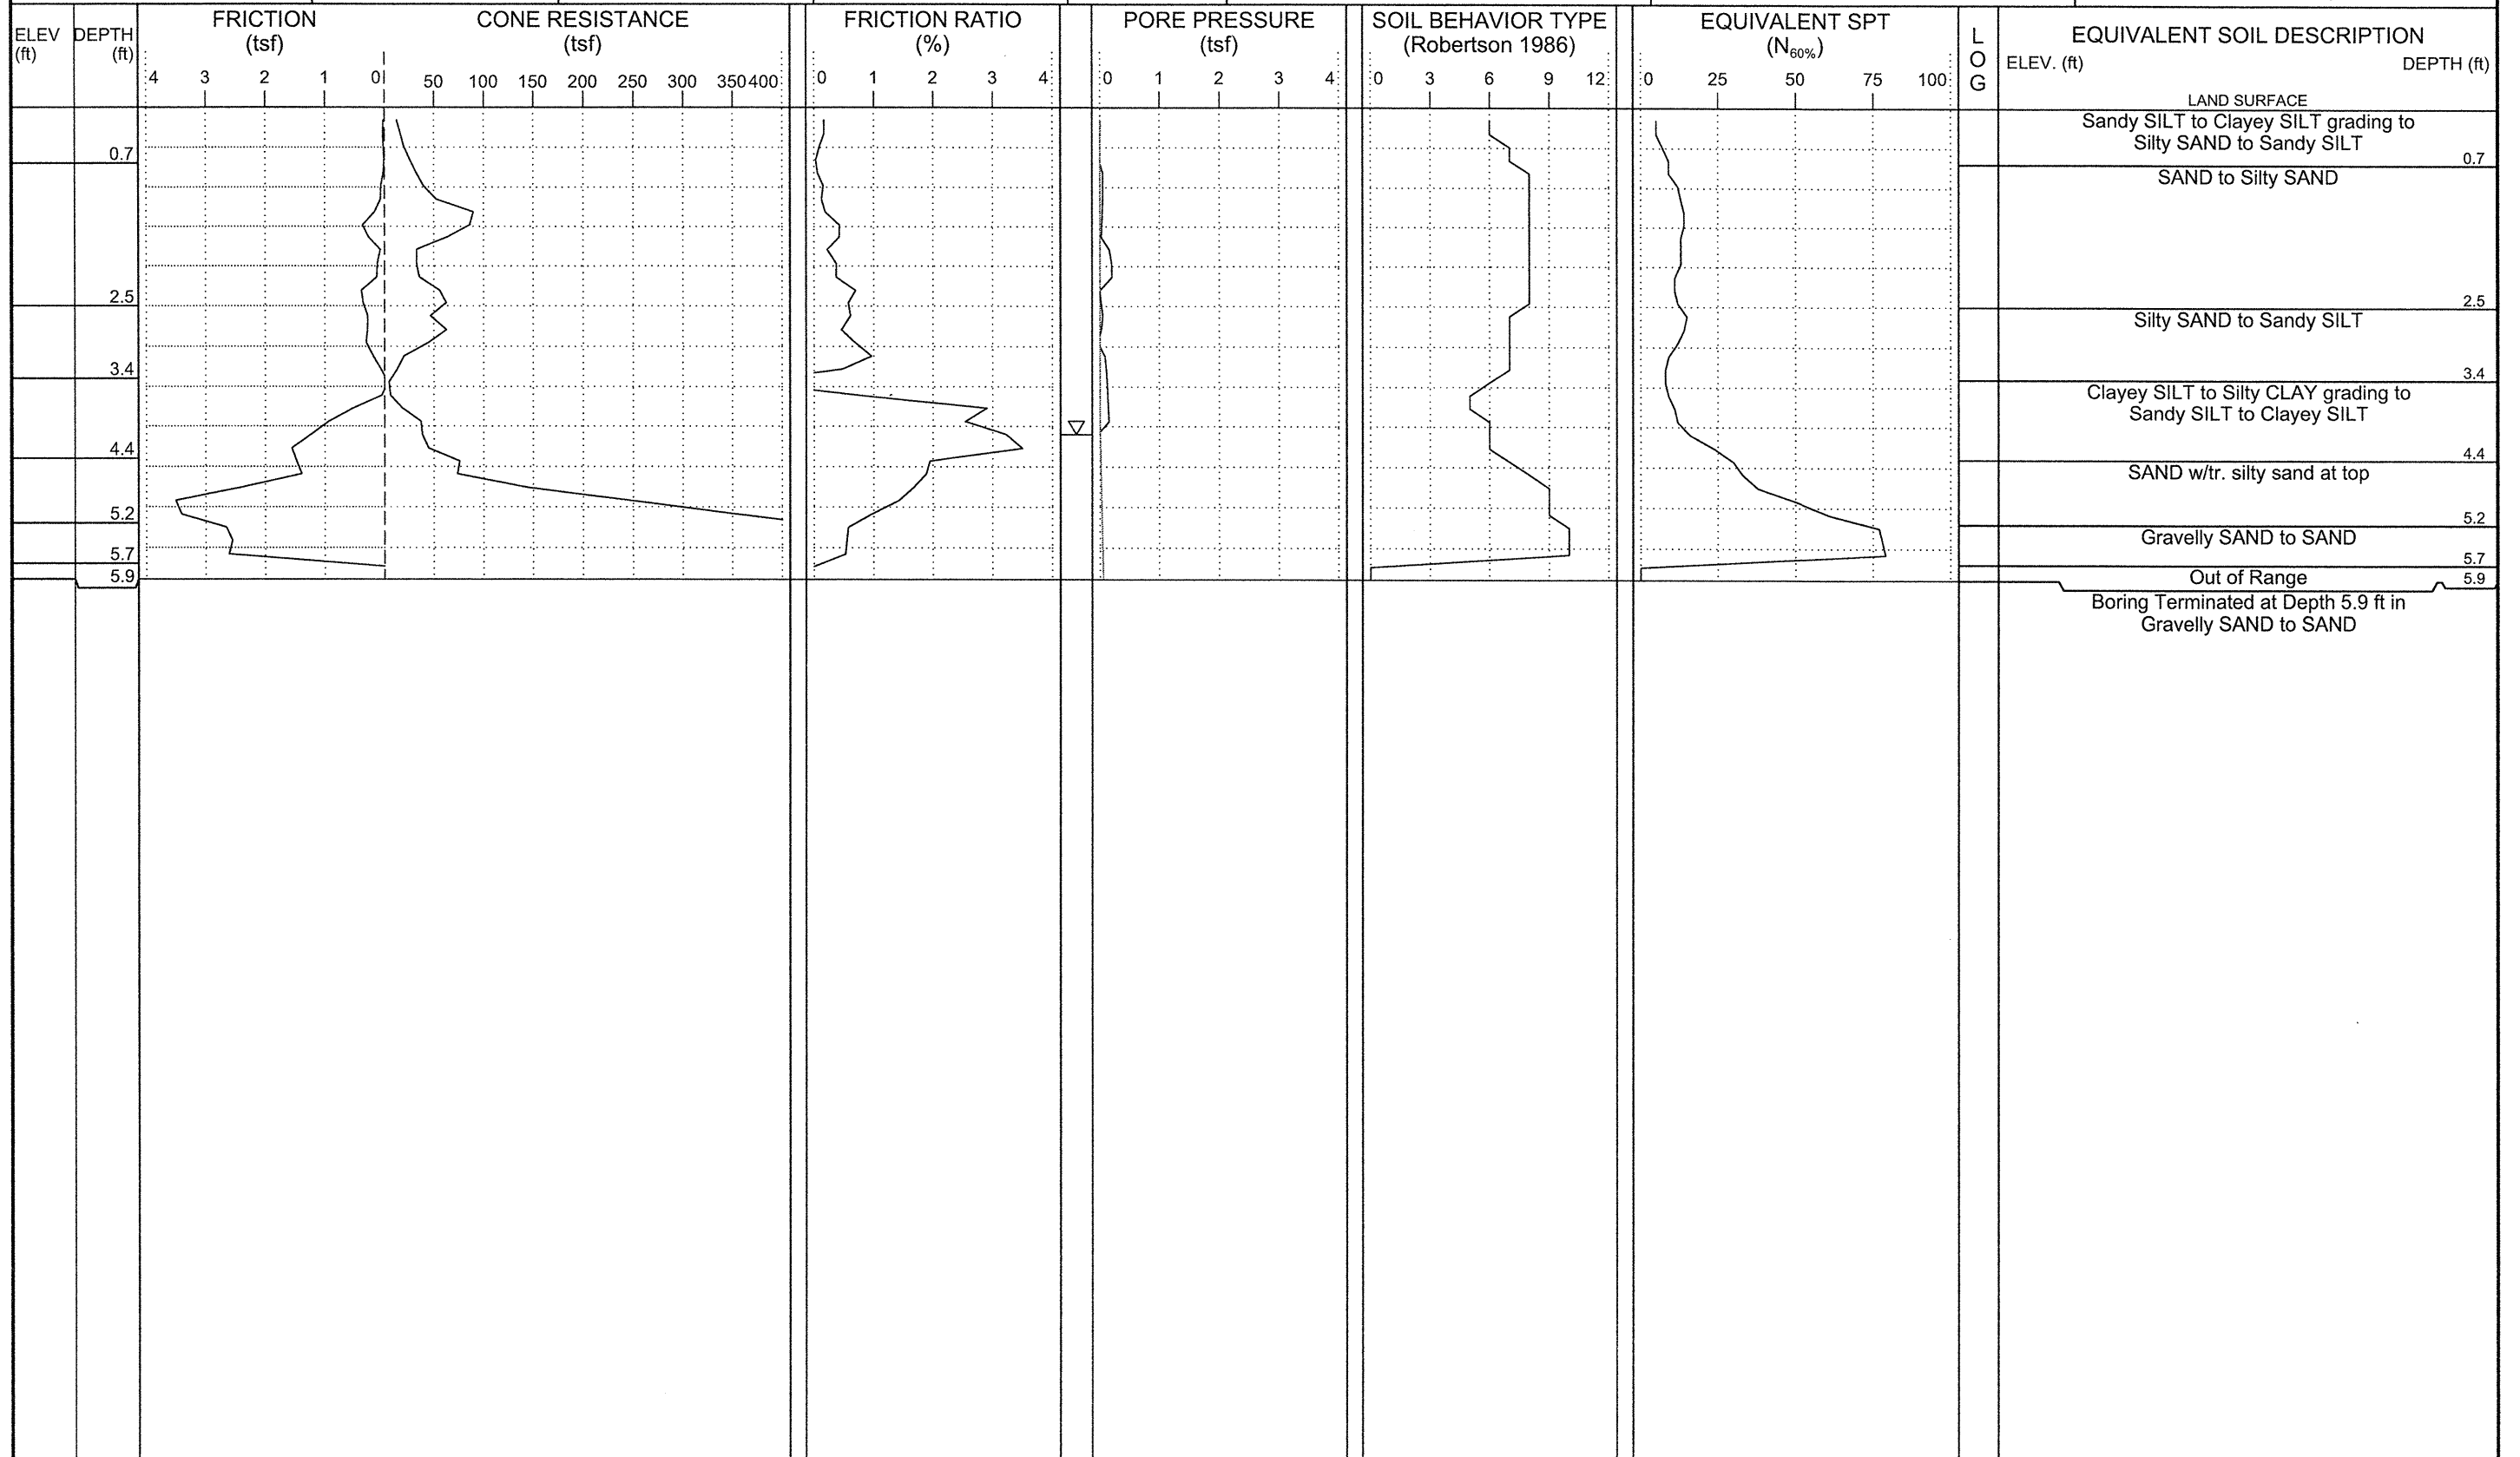 ELEV
(ft)
DEPTH
(ft)
FRICTION
(tsf)
4 3 2 1 0
CONE RESISTANCE
(tsf)
50 100 150 200 250 300 350 400
FRICTION RATIO
(%)
0 1 2 3 4
PORE PRESSURE
(tsf)
0 1 2 3 4
SOIL BEHAVIOR TYPE
(Robertson 1986)
0 3 6 9 12
EQUIVALENT SPT
(N60%)
0 25 50 75 100
L
O
G
EQUIVALENT SOIL DESCRIPTION
ELEV. (ft) DEPTH (ft)
LAND SURFACE
0.7
2.5
3.4
4.4
5.2
5.7
5.9
Sandy SILT to Clayey SILT grading to
Silty SAND to Sandy SILT
0.7
SAND to Silty SAND
2.5
Silty SAND to Sandy SILT
3.4
Clayey SILT to Silty CLAY grading to
Sandy SILT to Clayey SILT
4.4
SAND w/tr. silty sand at top
5.2
Gravelly SAND to SAND
5.7
Out of Range 5.9
Boring Terminated at Depth 5.9 ft in
Gravelly SAND to SAND